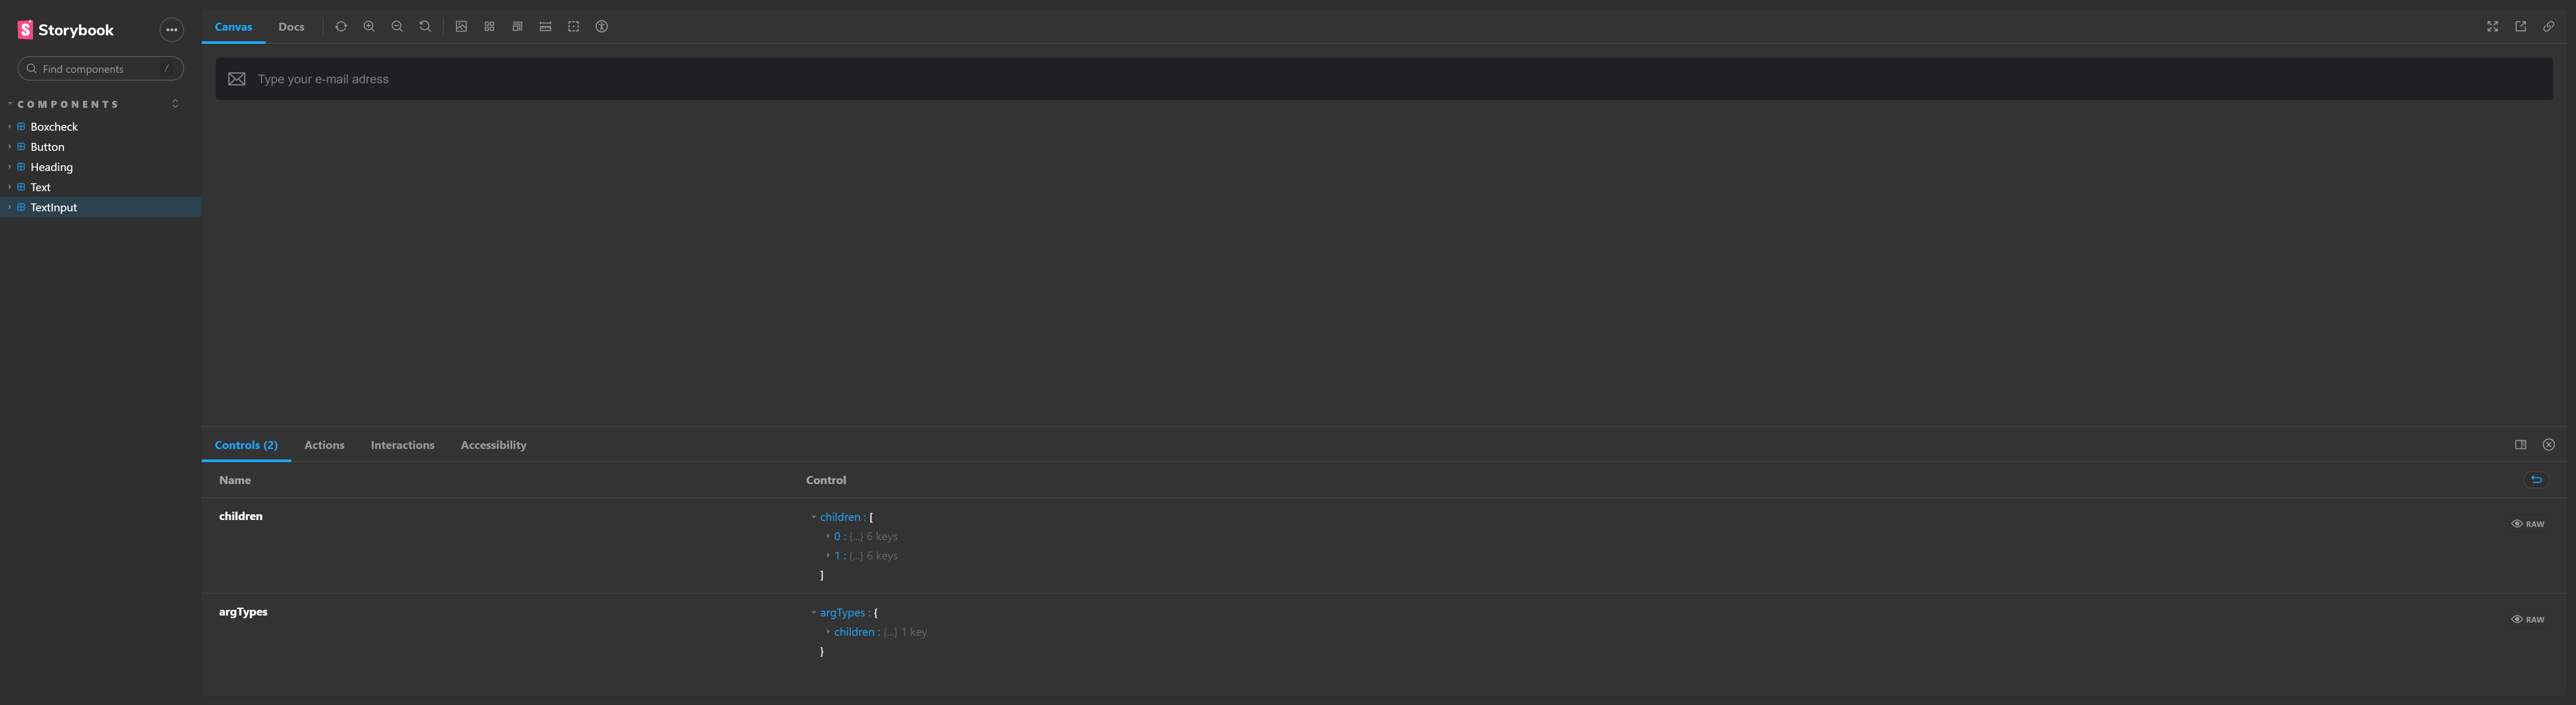 Storybook
Find components /
COMPONENTS
Boxcheck
Button
Heading
Text
TextInput
Canvas Docs
Type your e-mail adress
Controls (2) Actions Interactions Accessibility
Name Control
children
children : [
0 : {...} 6 keys
1 : {...} 6 keys
]
RAW
argTypes
argTypes : {
children : {...} 1 key
}
RAW